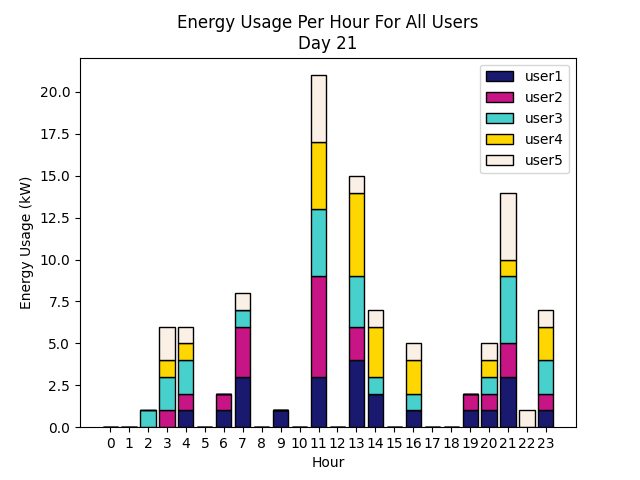 Energy Usage Per Hour For All Users
Day 21
user1
user2
user3
user4
user5
Energy Usage (kW)
20.0
17.5
15.0
12.5
10.0
7.5
5.0
2.5
0.0
0 1 2 3 4 5 6 7 8 9 10 11 12 13 14 15 16 17 18 19 20 21 22 23
Hour